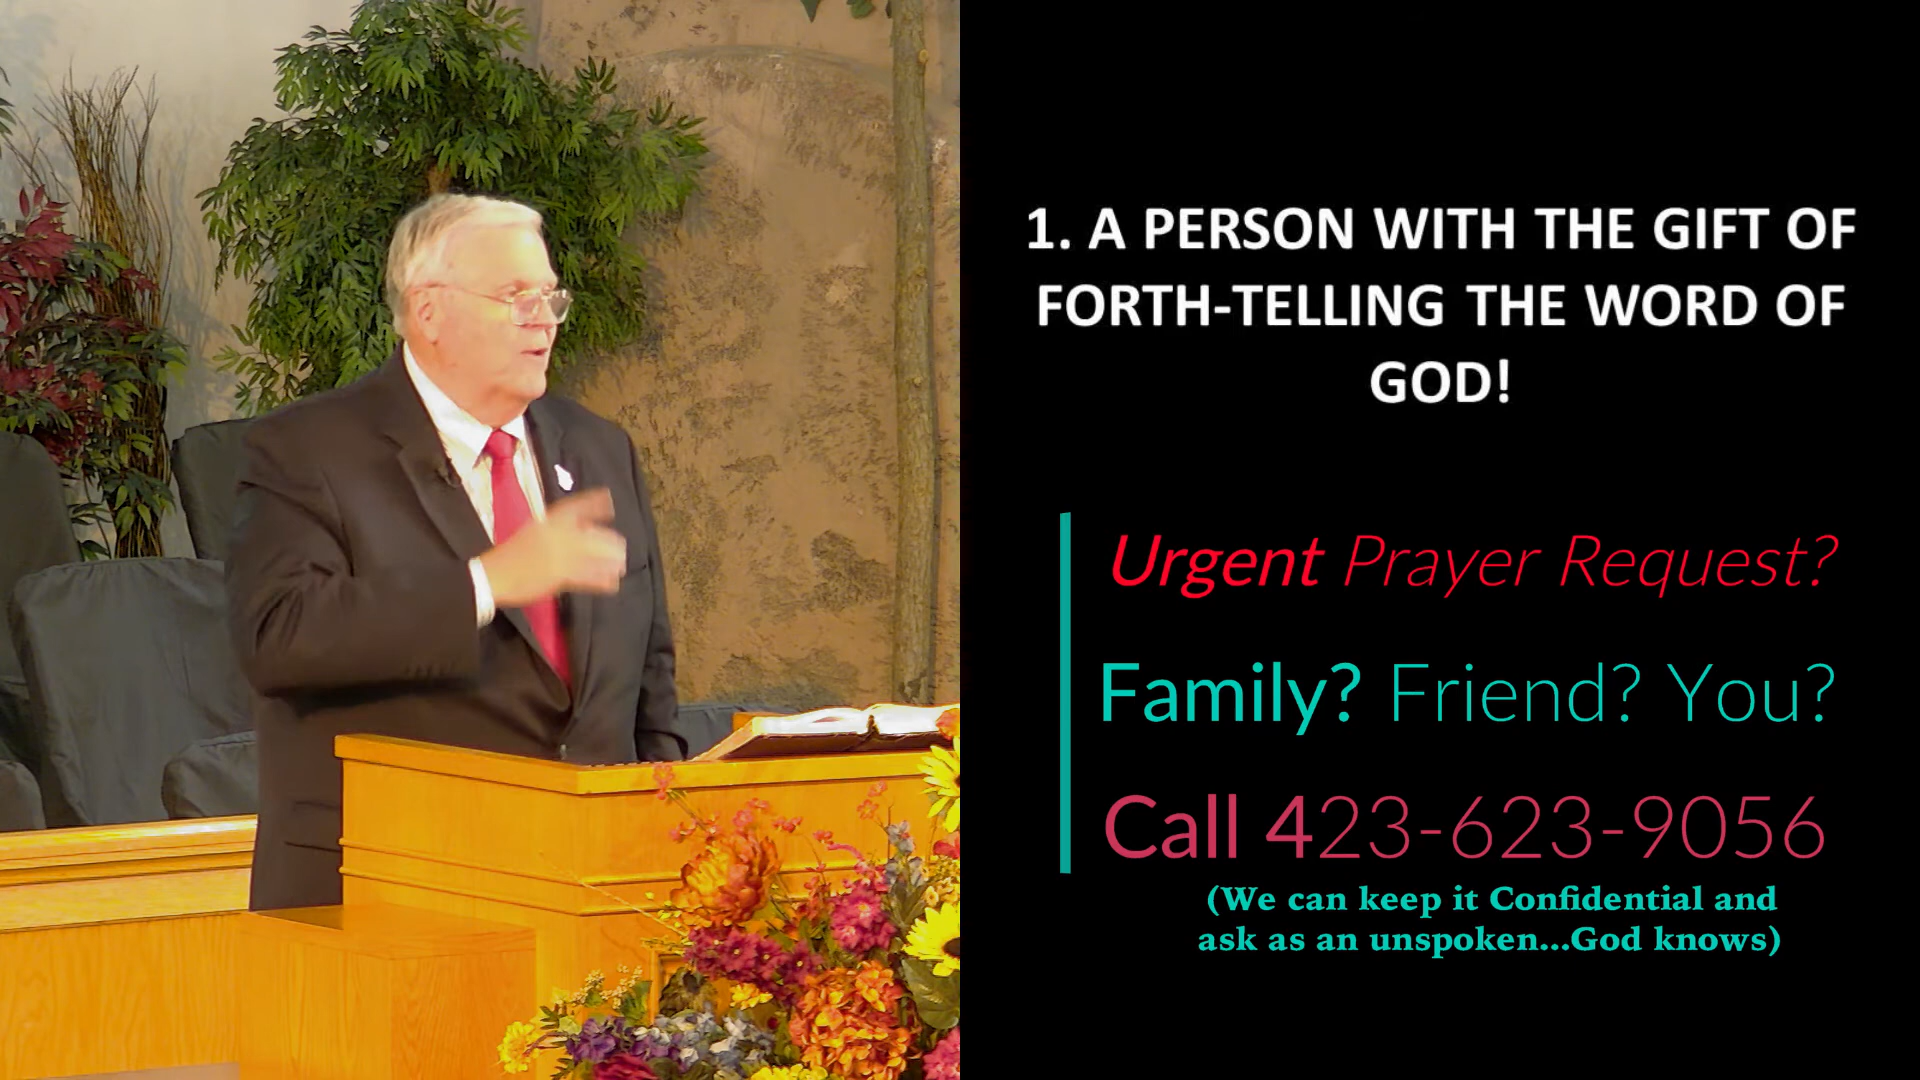 1. A PERSON WITH THE GIFT OF
FORTH-TELLING THE WORD OF
GOD!
Urgent Prayer Request?
Family? Friend? You?
Call 423-623-9056
(We can keep it Confidential and
ask as an unspoken...God knows)